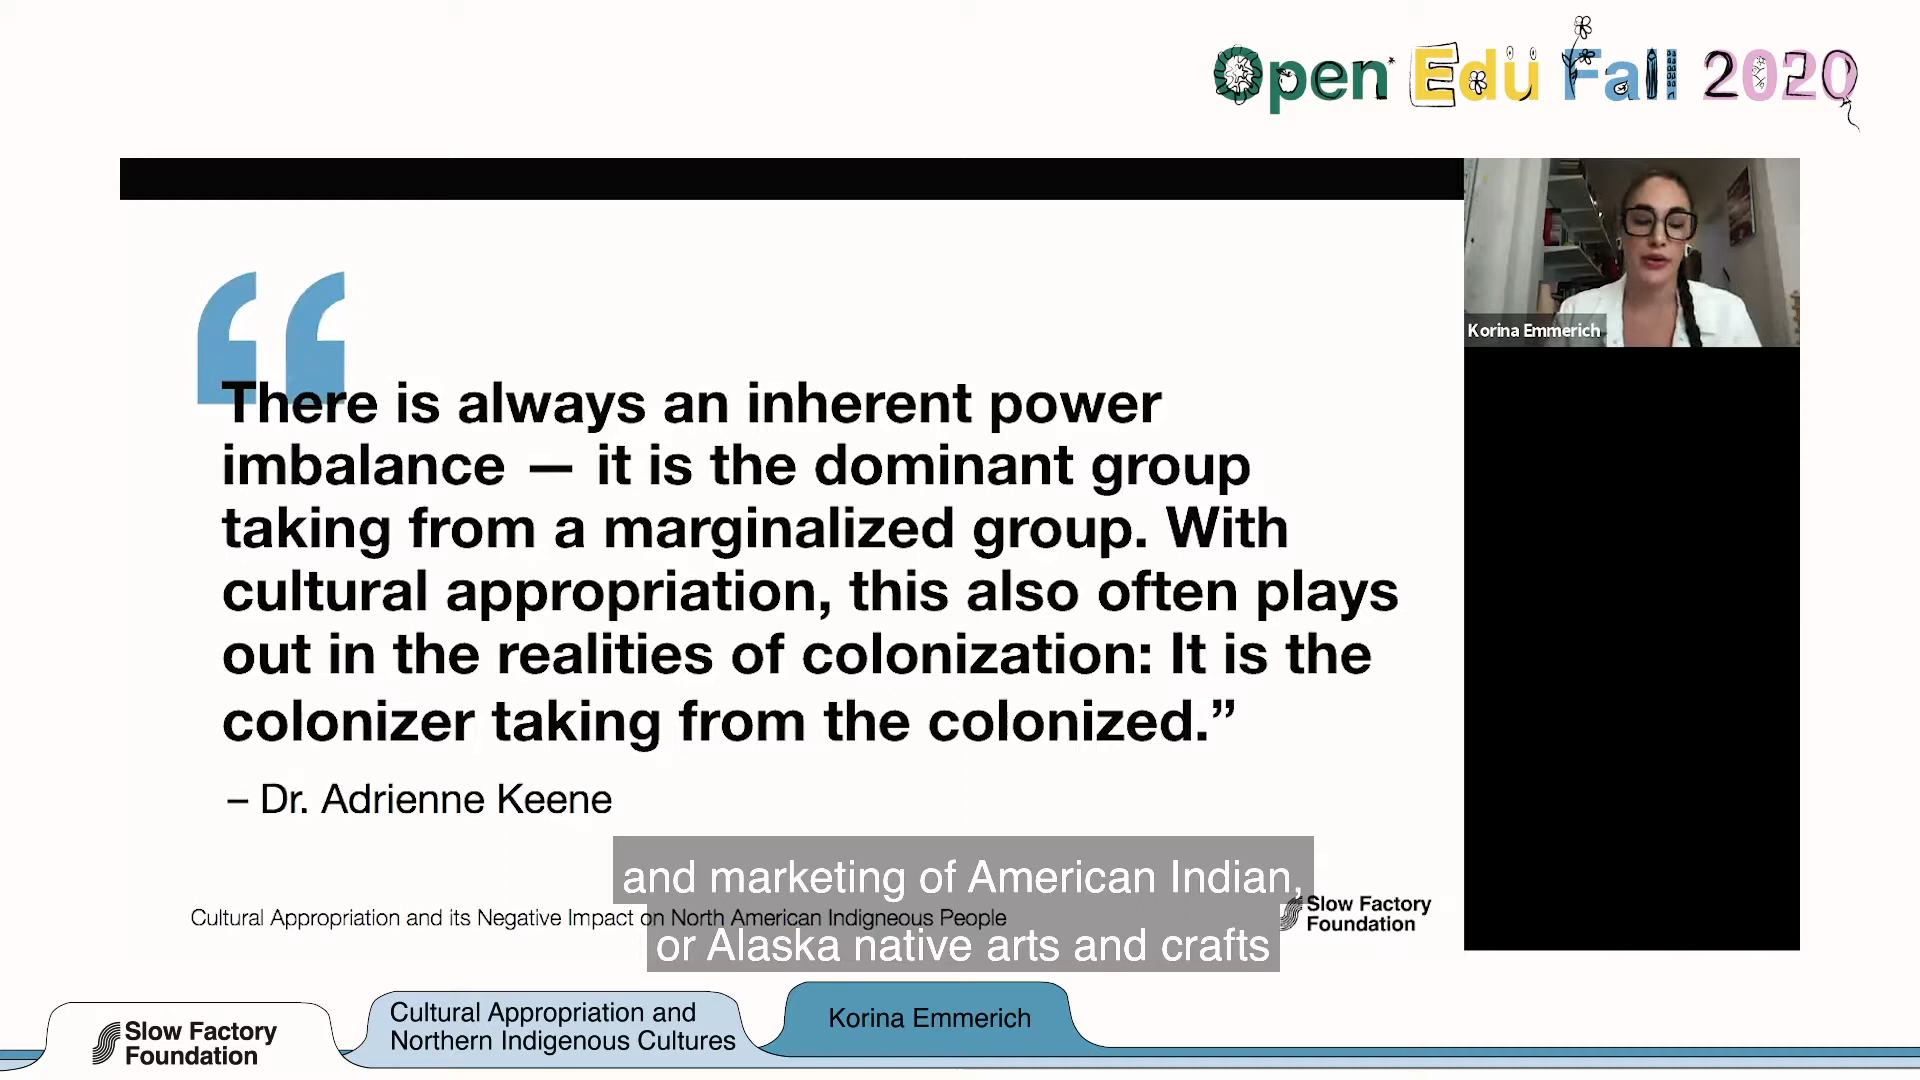 Open Edu Fall 2020
Korina Emmerich
“
There is always an inherent power
imbalance — it is the dominant group
taking from a marginalized group. With
cultural appropriation, this also often plays
out in the realities of colonization: It is the
colonizer taking from the colonized.”
– Dr. Adrienne Keene
and marketing of American Indian,
or Alaska native arts and crafts
Cultural Appropriation and its Negative Impact on North American Indigneous People
Slow Factory
Foundation
Slow Factory
Foundation
Cultural Appropriation and
Northern Indigenous Cultures
Korina Emmerich